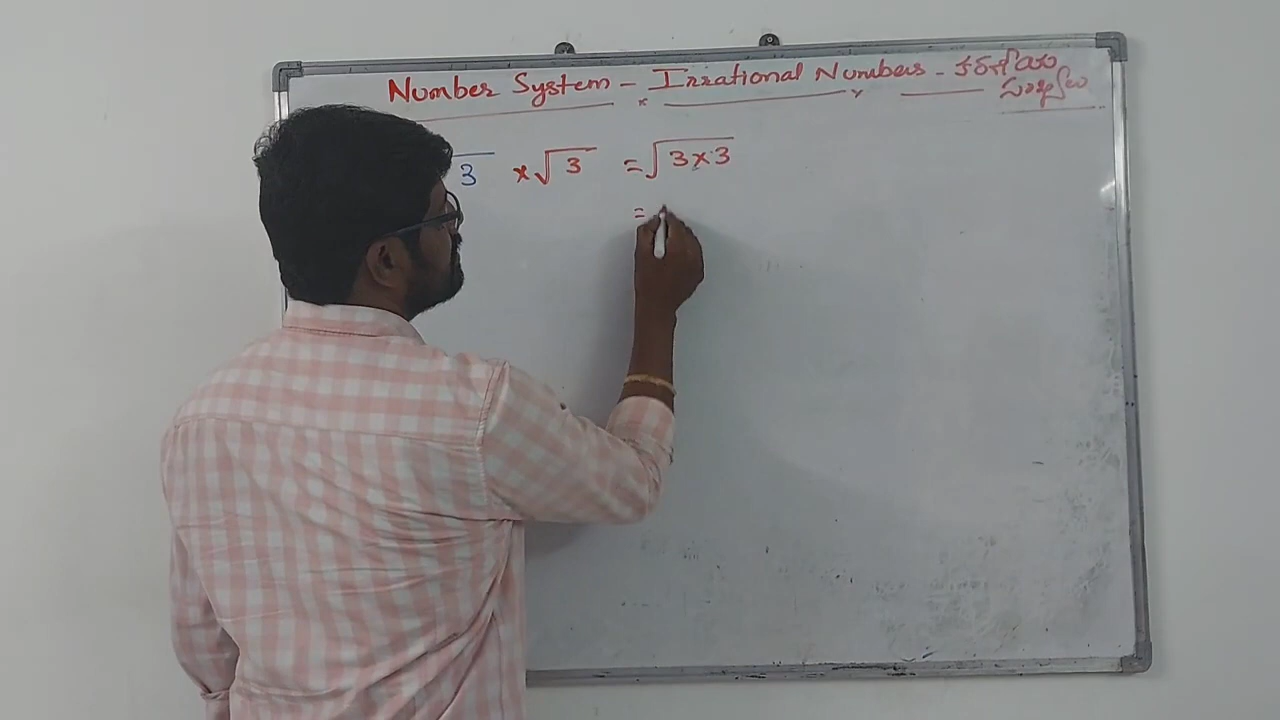 Number System - Irrational Numbers - కరణీయ
సంఖ్యలు
3 × √3 = √3×3
=